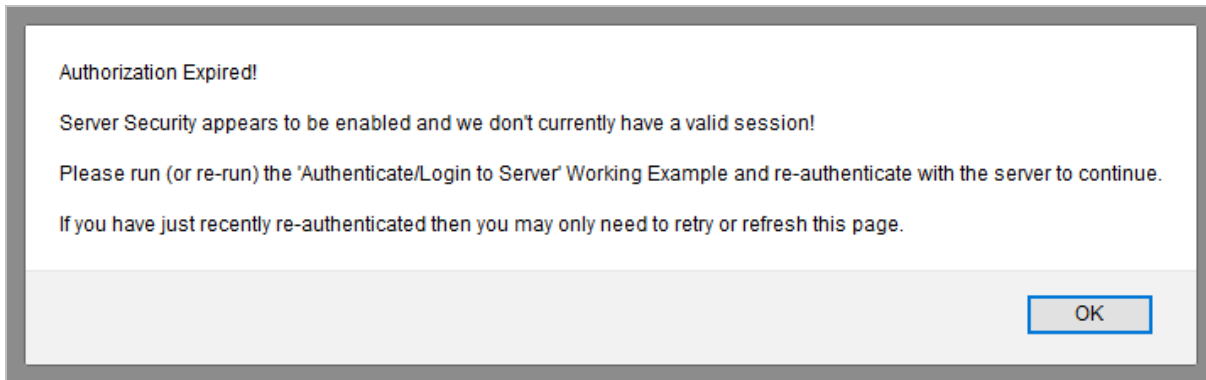 Authorization Expired!
Server Security appears to be enabled and we don't currently have a valid session!
Please run (or re-run) the 'Authenticate/Login to Server' Working Example and re-authenticate with the server to continue.
If you have just recently re-authenticated then you may only need to retry or refresh this page.
OK